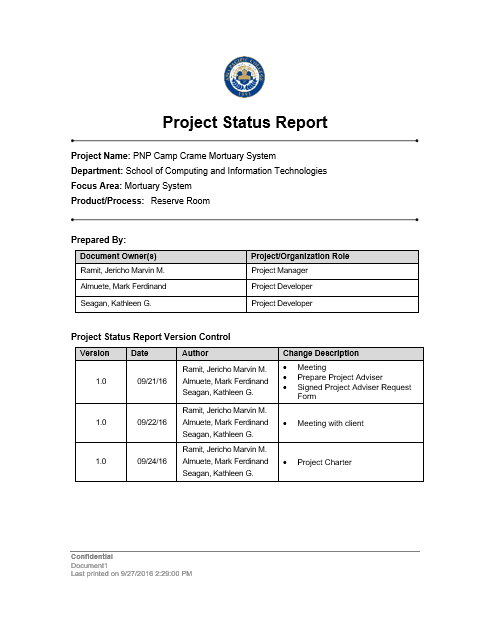 Project Status Report
Project Name: PNP Camp Crame Mortuary System
Department: School of Computing and Information Technologies
Focus Area: Mortuary System
Product/Process: Reserve Room
Prepared By:
Document Owner(s) Project/Organization Role
Ramit, Jericho Marvin M. Project Manager
Almuete, Mark Ferdinand Project Developer
Seagan, Kathleen G. Project Developer
Project Status Report Version Control
Version Date Author Change Description
1.0 09/21/16 Ramit, Jericho Marvin M.
Almuete, Mark Ferdinand
Seagan, Kathleen G.
• Meeting
• Prepare Project Adviser
• Signed Project Adviser Request
Form
1.0 09/22/16 Ramit, Jericho Marvin M.
Almuete, Mark Ferdinand
Seagan, Kathleen G.
• Meeting with client
1.0 09/24/16 Ramit, Jericho Marvin M.
Almuete, Mark Ferdinand
Seagan, Kathleen G.
• Project Charter
Confidential
Document1
Last printed on 9/27/2016 2:29:00 PM